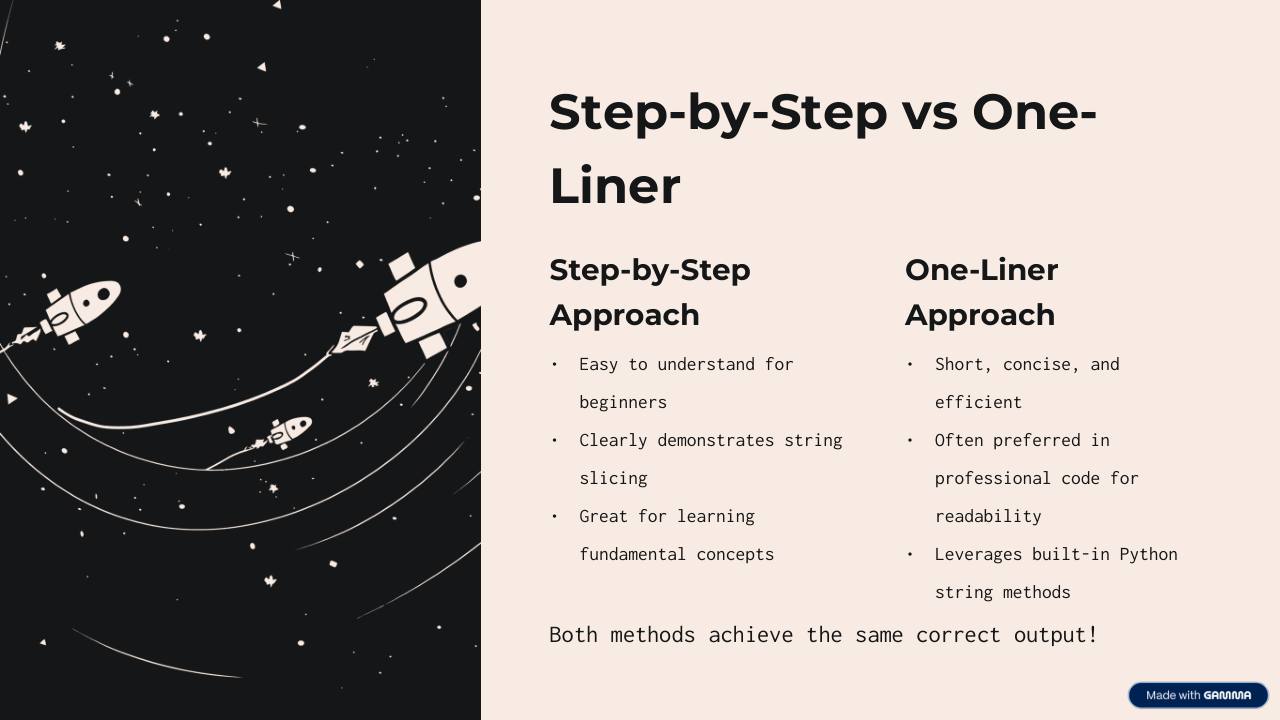 Step-by-Step vs One-
Liner
Step-by-Step
Approach
• Easy to understand for
beginners
• Clearly demonstrates string
slicing
• Great for learning
fundamental concepts
One-Liner
Approach
• Short, concise, and
efficient
• Often preferred in
professional code for
readability
• Leverages built-in Python
string methods
Both methods achieve the same correct output!
Made with GAMMA